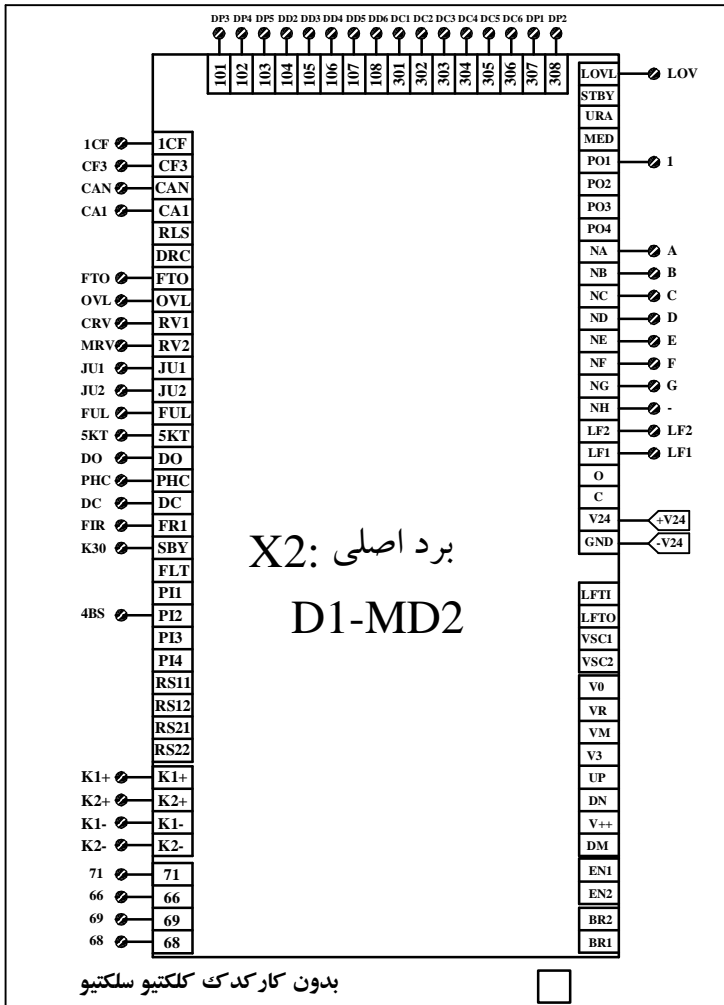 DP3 DP4 DP5 DD2 DD3 DD4 DD5 DD6 DC1 DC2 DC3 DC4 DC5 DC6 DP1 DP2
101 102 103 104 105 106 107 108 301 302 303 304 305 306 307 308
LOVL LOV
STBY
URA
MED
PO1 1
PO2
PO3
PO4
NA A
NB B
NC C
ND D
NE E
NF F
NG G
NH -
LF2 LF2
LF1 LF1
O
C
V24 +V24
GND -V24
LFTI
LFTO
VSC1
VSC2
V0
VR
VM
V3
UP
DN
V++
DM
EN1
EN2
BR2
BR1
1CF 1CF
CF3 CF3
CAN CAN
CA1 CA1
RLS
DRC
FTO FTO
OVL OVL
CRV RV1
MRV RV2
JU1 JU1
JU2 JU2
FUL FUL
5KT 5KT
DO DO
PHC PHC
DC DC
FIR FR1
K30 SBY
FLT
PI1
4BS PI2
PI3
PI4
RS11
RS12
RS21
RS22
K1+ K1+
K2+ K2+
K1- K1-
K2- K2-
71 71
66 66
69 69
68 68
برد اصلی :X2
D1-MD2
بدون کارکدک کلکتیو سلکتیو